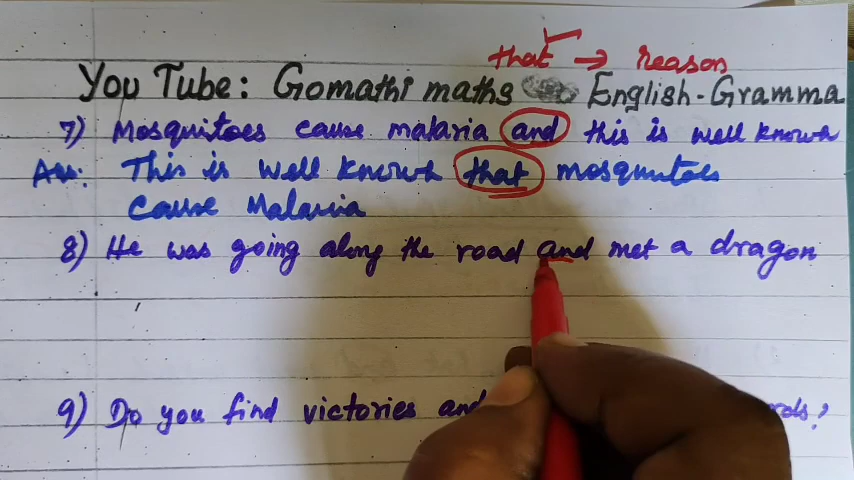 that → reason
You Tube: Gomathi maths English-Gramma
7) Mosquitoes cause malaria and this is well known
Ans: This is well known that mosquitoes
cause Malaria
8) He was going along the road and met a dragon
9) Do you find victories and